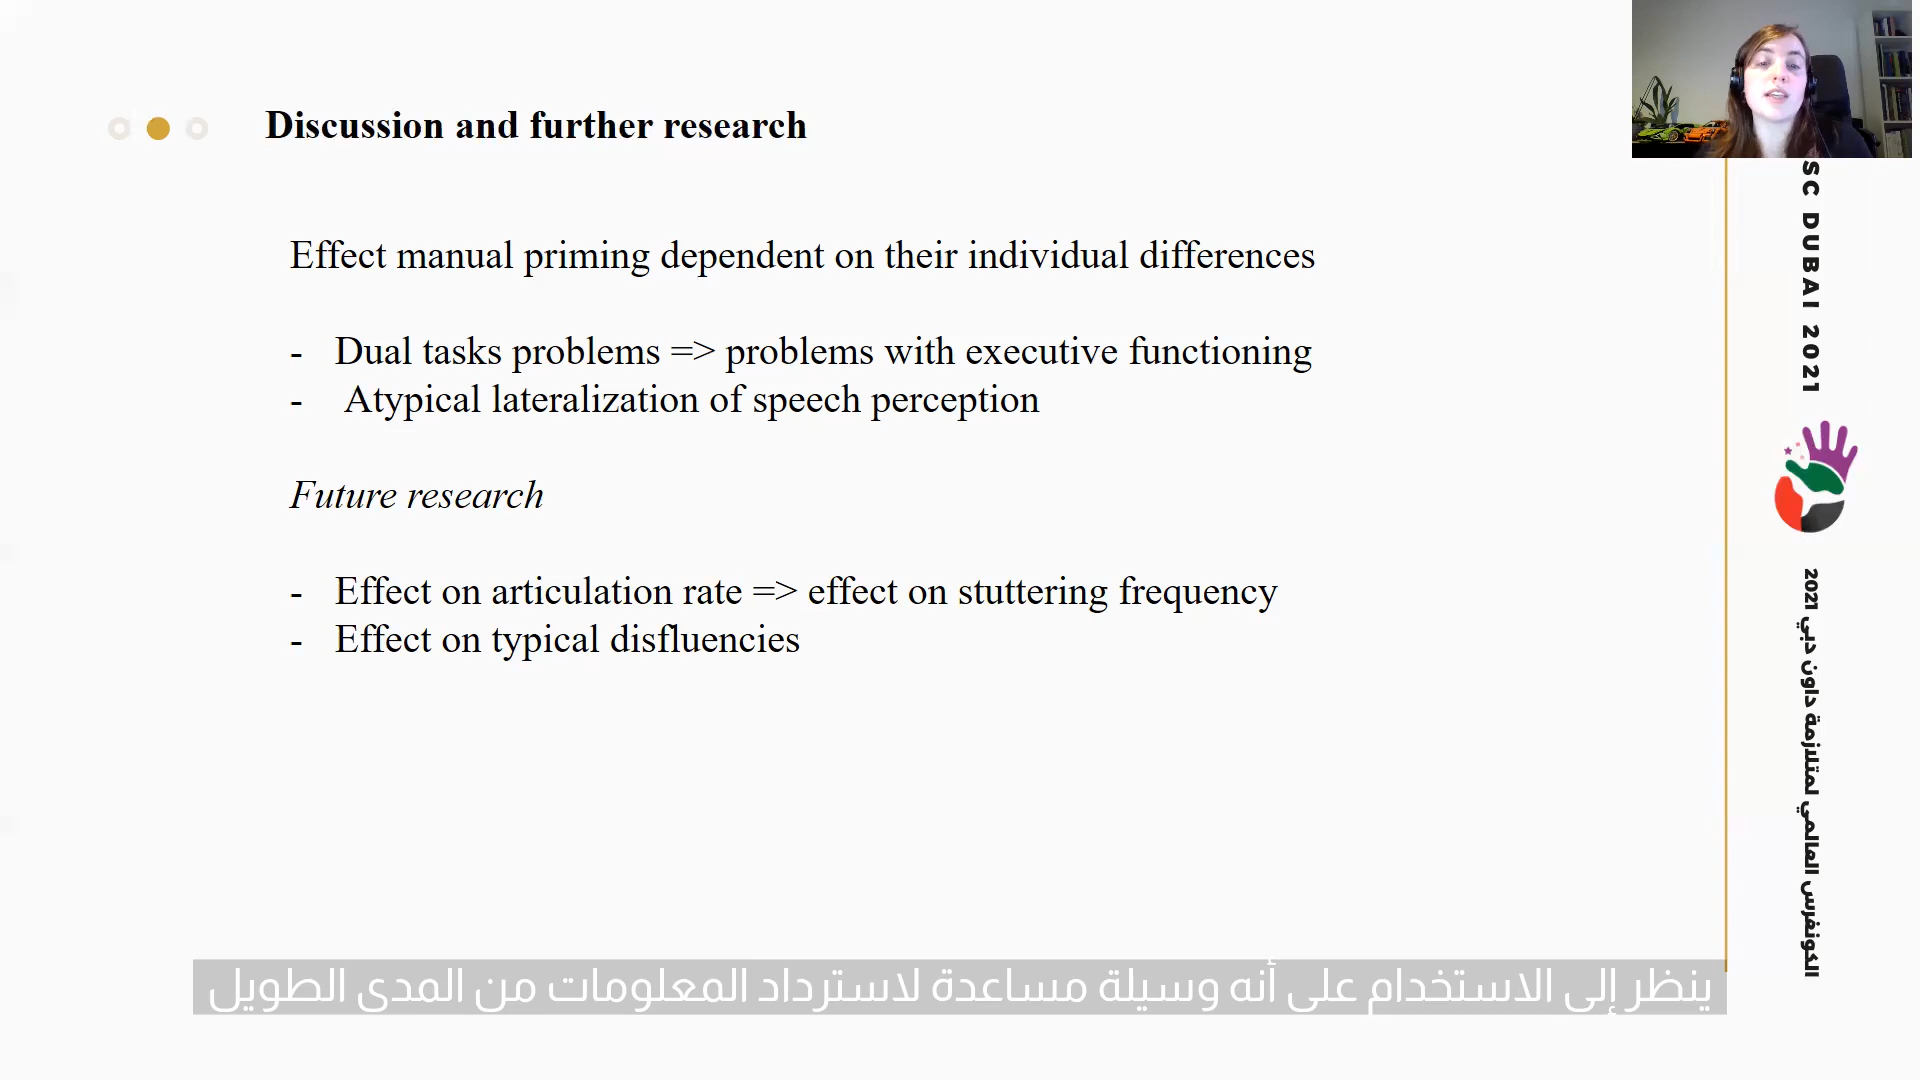 Discussion and further research
Effect manual priming dependent on their individual differences
- Dual tasks problems => problems with executive functioning
- Atypical lateralization of speech perception
Future research
- Effect on articulation rate => effect on stuttering frequency
- Effect on typical disfluencies
SC DUBAI 2021
الكونغرس العالمي لمتلازمة داون دبي 2021
ينظر إلى الاستخدام على أنه وسيلة مساعدة لاسترداد المعلومات من المدى الطويل